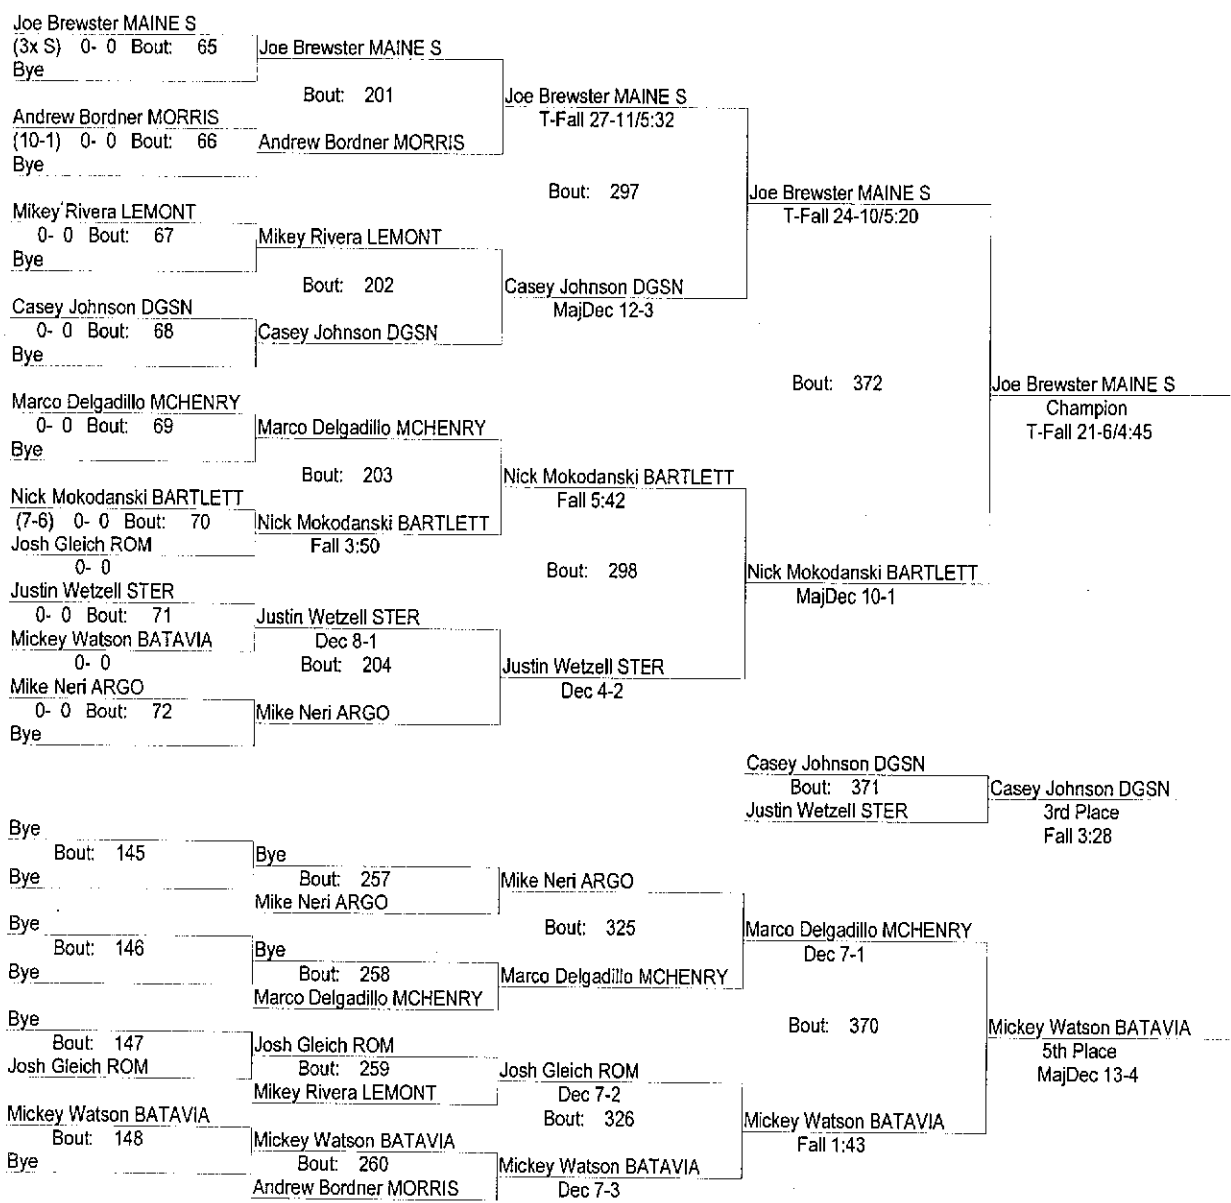 Joe Brewster MAINE S
(3x S) 0- 0 Bout: 65
Bye
Andrew Bordner MORRIS
(10-1) 0- 0 Bout: 66
Bye
Mikey Rivera LEMONT
0- 0 Bout: 67
Bye
Casey Johnson DGSN
0- 0 Bout: 68
Bye
Marco Delgadillo MCHENRY
0- 0 Bout: 69
Bye
Nick Mokodanski BARTLETT
(7-6) 0- 0 Bout: 70
Josh Gleich ROM
0- 0
Justin Wetzell STER
0- 0 Bout: 71
Mickey Watson BATAVIA
0- 0
Mike Neri ARGO
0- 0 Bout: 72
Bye
Joe Brewster MAINE S
Bout: 201
Andrew Bordner MORRIS
Mikey Rivera LEMONT
Bout: 202
Casey Johnson DGSN
Marco Delgadillo MCHENRY
Bout: 203
Nick Mokodanski BARTLETT
Fall 3:50
Justin Wetzell STER
Dec 8-1
Bout: 204
Mike Neri ARGO
Joe Brewster MAINE S
T-Fall 27-11/5:32
Bout: 297
Casey Johnson DGSN
MajDec 12-3
Nick Mokodanski BARTLETT
Fall 5:42
Bout: 298
Justin Wetzell STER
Dec 4-2
Joe Brewster MAINE S
T-Fall 24-10/5:20
Bout: 372
Nick Mokodanski BARTLETT
MajDec 10-1
Joe Brewster MAINE S
Champion
T-Fall 21-6/4:45
Casey Johnson DGSN
Bout: 371
Justin Wetzell STER
Casey Johnson DGSN
3rd Place
Fall 3:28
Bye
Bout: 145
Bye
Bye
Bout: 146
Bye
Bye
Bout: 147
Josh Gleich ROM
Mickey Watson BATAVIA
Bout: 148
Bye
Bye
Bout: 257
Mike Neri ARGO
Bye
Bout: 258
Marco Delgadillo MCHENRY
Josh Gleich ROM
Bout: 259
Mikey Rivera LEMONT
Mickey Watson BATAVIA
Bout: 260
Andrew Bordner MORRIS
Mike Neri ARGO
Bout: 325
Marco Delgadillo MCHENRY
Josh Gleich ROM
Dec 7-2
Bout: 326
Mickey Watson BATAVIA
Dec 7-3
Marco Delgadillo MCHENRY
Dec 7-1
Bout: 370
Mickey Watson BATAVIA
Fall 1:43
Mickey Watson BATAVIA
5th Place
MajDec 13-4